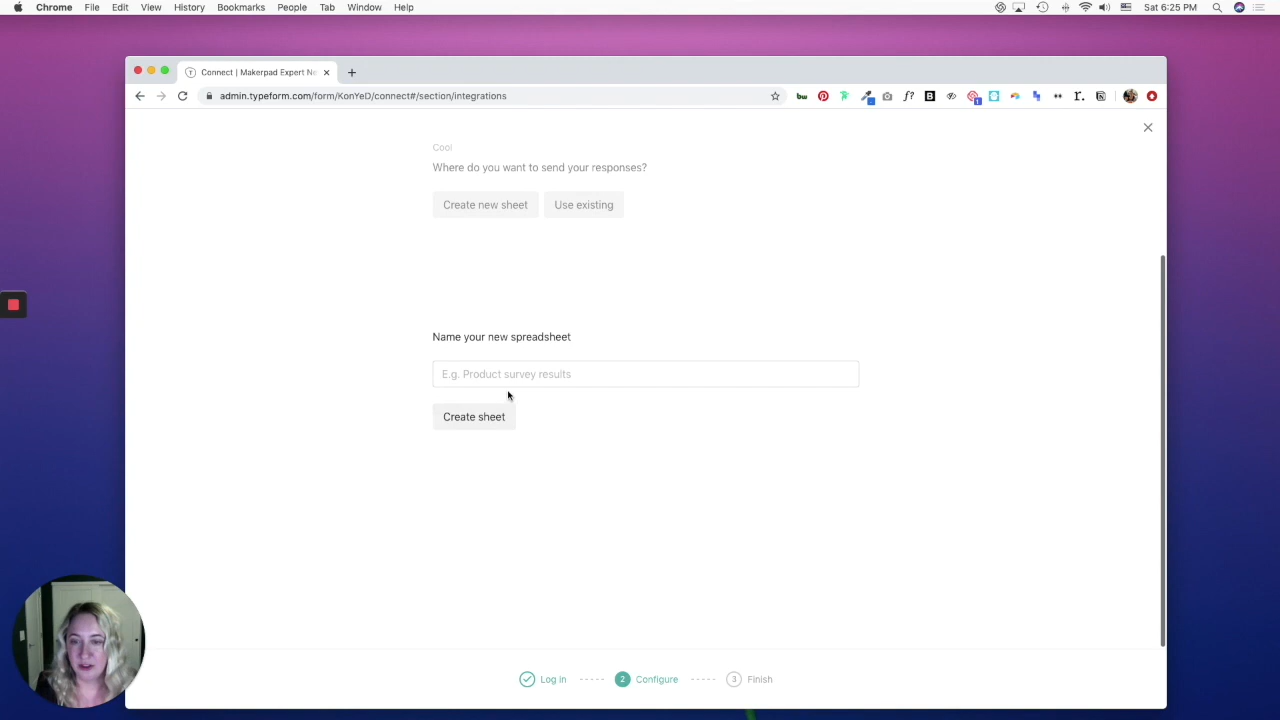 Chrome File Edit View History Bookmarks People Tab Window Help Sat 6:25 PM
Connect | Makerpad Expert Ne
admin.typeform.com/form/KonYeD/connect#/section/integrations
Cool
Where do you want to send your responses?
Create new sheet Use existing
Name your new spreadsheet
E.g. Product survey results
Create sheet
Log in 2 Configure 3 Finish